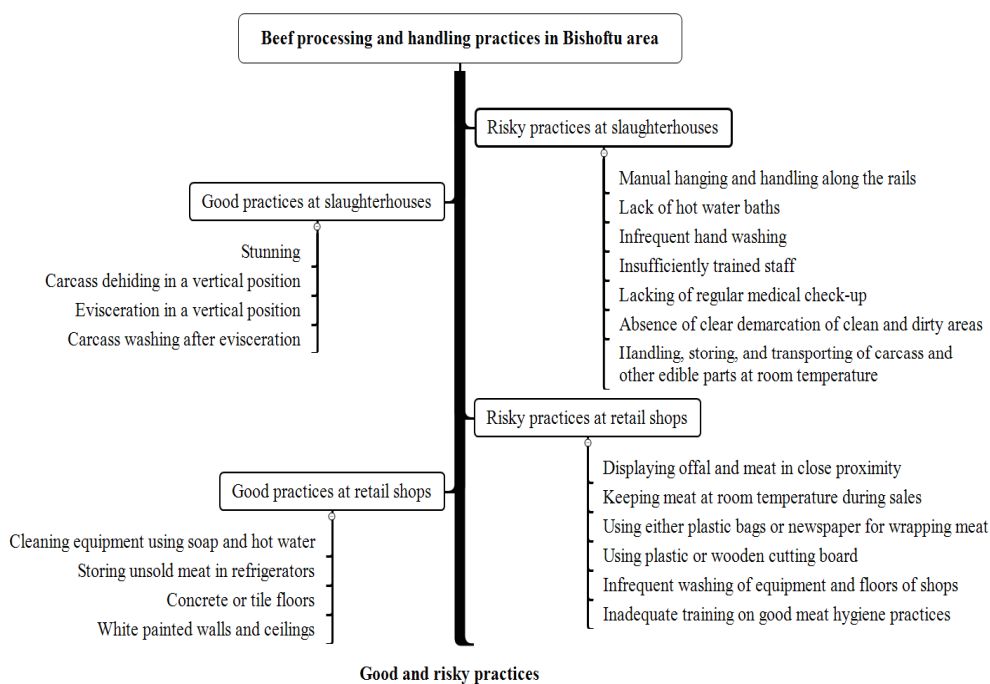 Beef processing and handling practices in Bishoftu area
Risky practices at slaughterhouses
Manual hanging and handling along the rails
Lack of hot water baths
Infrequent hand washing
Insufficiently trained staff
Lacking of regular medical check-up
Absence of clear demarcation of clean and dirty areas
Handling, storing, and transporting of carcass and
other edible parts at room temperature
Good practices at slaughterhouses
Stunning
Carcass dehiding in a vertical position
Evisceration in a vertical position
Carcass washing after evisceration
Risky practices at retail shops
Displaying offal and meat in close proximity
Keeping meat at room temperature during sales
Using either plastic bags or newspaper for wrapping meat
Using plastic or wooden cutting board
Infrequent washing of equipment and floors of shops
Inadequate training on good meat hygiene practices
Good practices at retail shops
Cleaning equipment using soap and hot water
Storing unsold meat in refrigerators
Concrete or tile floors
White painted walls and ceilings
Good and risky practices